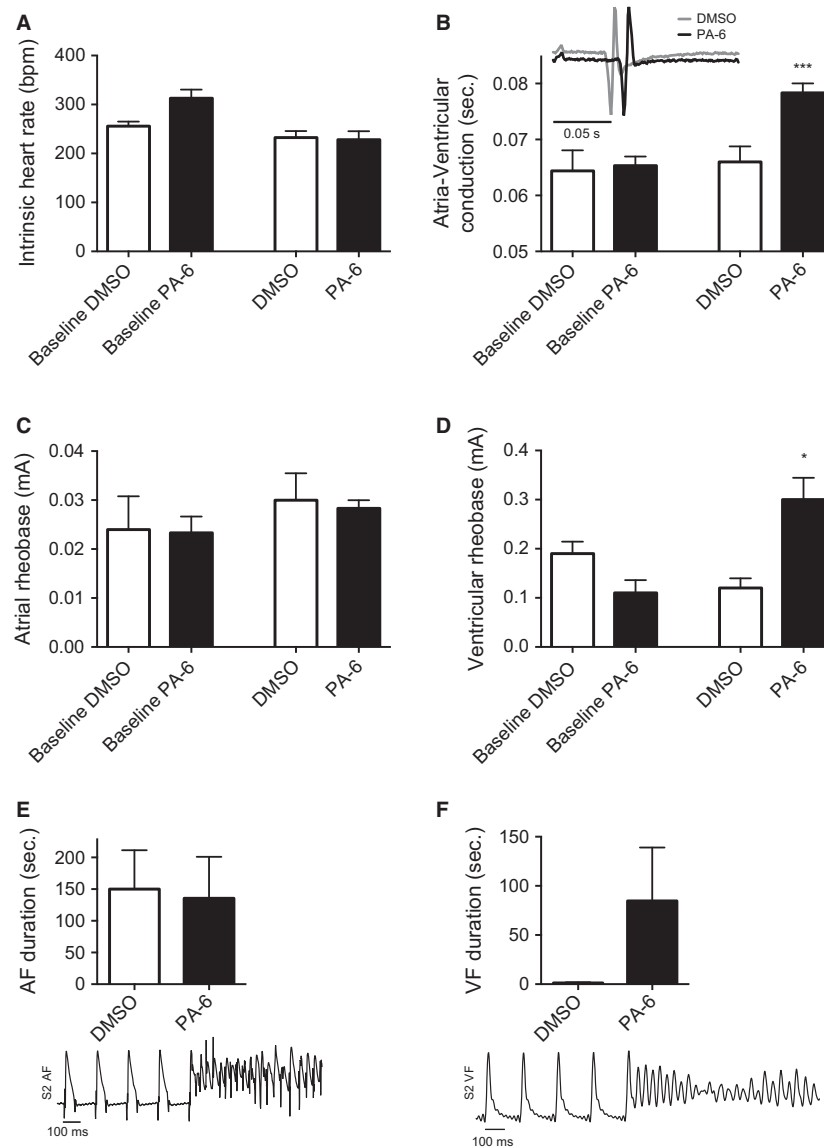 A
Intrinsic heart rate (bpm)
400
300
200
100
0
Baseline DMSO
Baseline PA-6
DMSO
PA-6
B
DMSO
PA-6
0.05 s
***
Atria-Ventricular
conduction (sec.)
0.08
0.07
0.06
0.05
Baseline DMSO
Baseline PA-6
DMSO
PA-6
C
Atrial rheobase (mA)
0.04
0.03
0.02
0.01
0.00
Baseline DMSO
Baseline PA-6
DMSO
PA-6
D
Ventricular rheobase (mA)
0.4
0.3
0.2
0.1
0.0
*
Baseline DMSO
Baseline PA-6
DMSO
PA-6
E
AF duration (sec.)
200
150
100
50
0
DMSO
PA-6
S2 AF
100 ms
F
VF duration (sec.)
150
100
50
0
DMSO
PA-6
S2 VF
100 ms